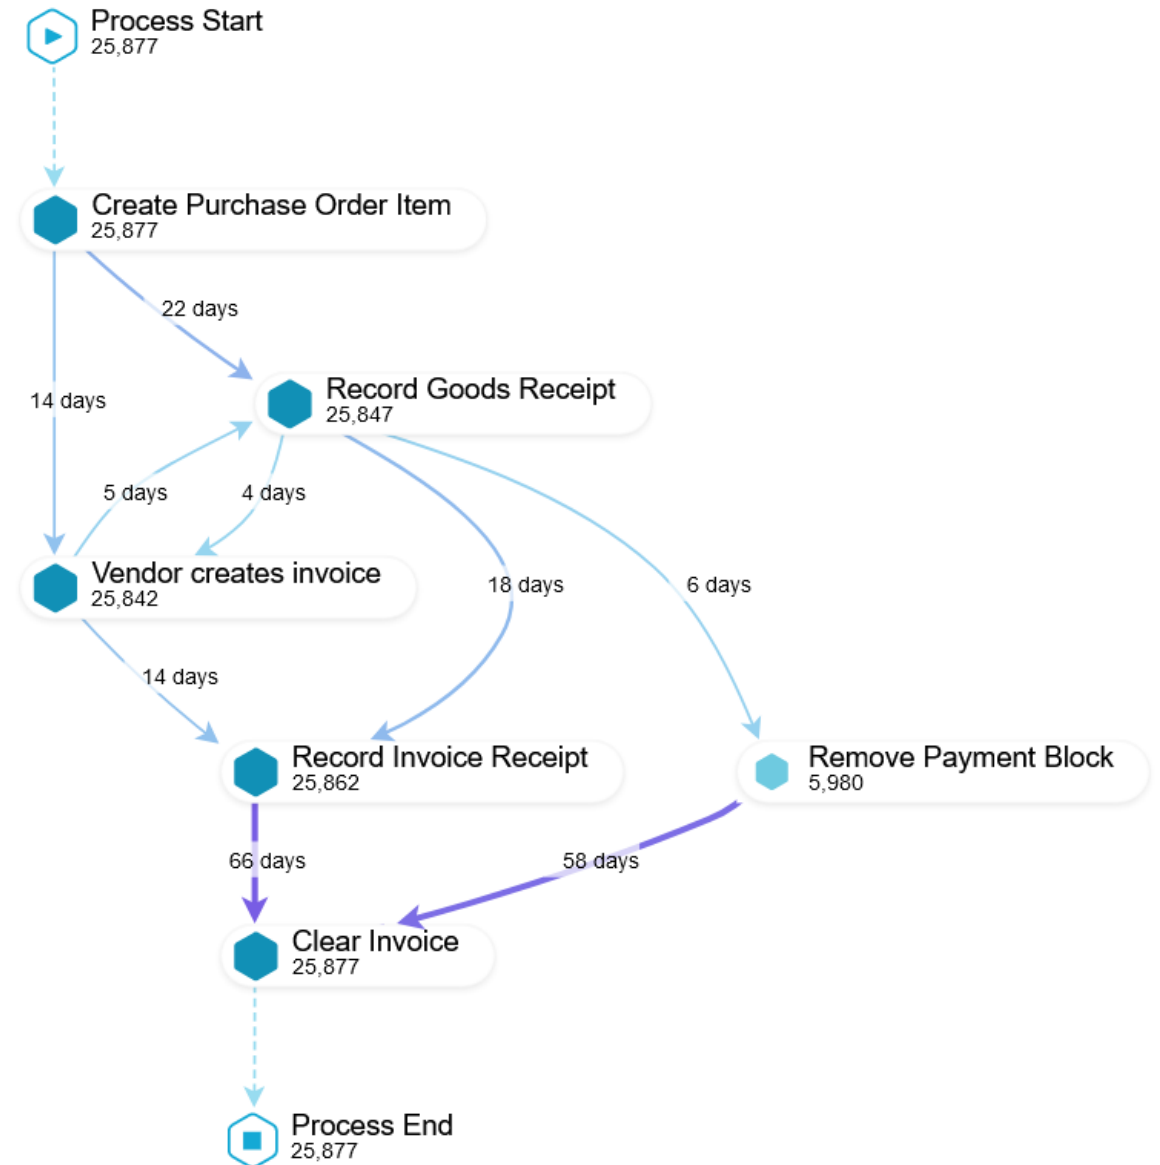 Process Start
25,877
Create Purchase Order Item
25,877
22 days
Record Goods Receipt
25,847
14 days
5 days
4 days
Vendor creates invoice
25,842
18 days
6 days
14 days
Record Invoice Receipt
25,862
Remove Payment Block
5,980
66 days
58 days
Clear Invoice
25,877
Process End
25,877